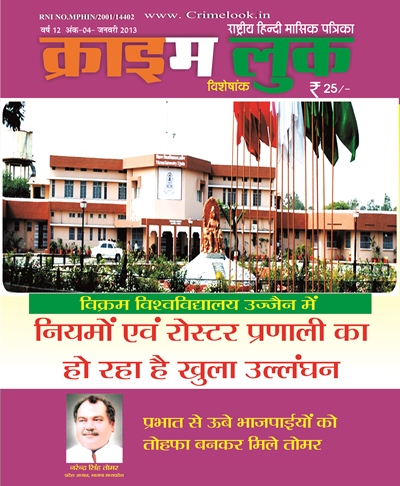 RNI NO.MPHIN/2001/14402
www. Crimelook.in
वर्ष 12 अंक-04- जनवरी 2013
राष्ट्रीय हिन्दी मासिक पत्रिका
क्राइम लुक
विशेषांक
₹ 25/-
विक्रम विश्वविद्यालय उज्जैन में
नियमों एवं रोस्टर प्रणाली का
हो रहा है खुला उल्लंघन
प्रभात से ऊबे भाजपाईयों को
तोहफा बनकर मिले तोमर
नरेन्द्र सिंह तोमर